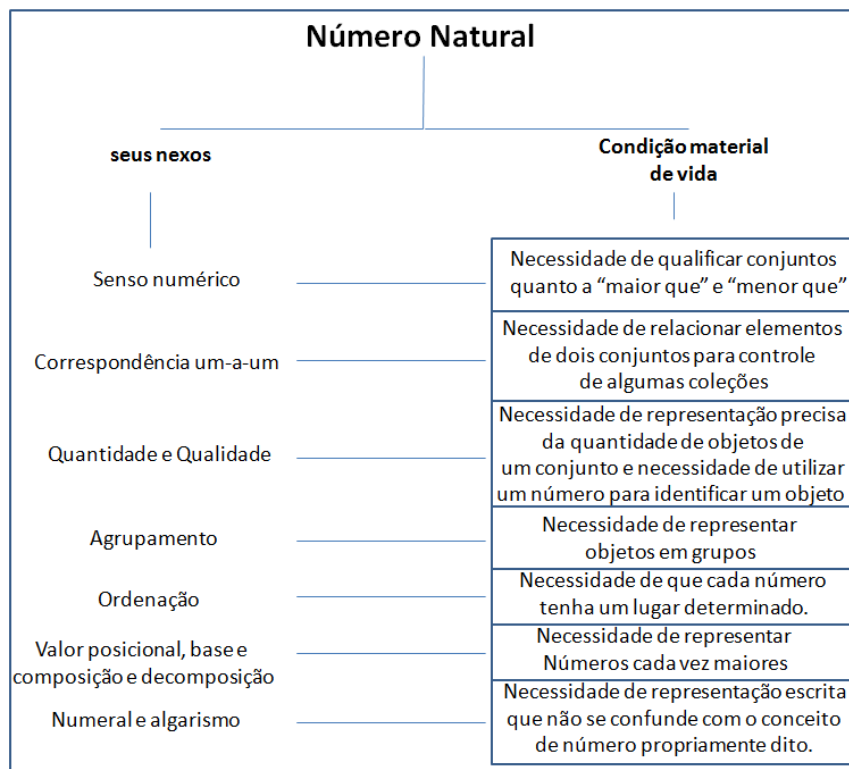 Número Natural
seus nexos
Condição material
de vida
Senso numérico
Necessidade de qualificar conjuntos
quanto a “maior que” e “menor que”
Correspondência um-a-um
Necessidade de relacionar elementos
de dois conjuntos para controle
de algumas coleções
Quantidade e Qualidade
Necessidade de representação precisa
da quantidade de objetos de
um conjunto e necessidade de utilizar
um número para identificar um objeto
Agrupamento
Necessidade de representar
objetos em grupos
Ordenação
Necessidade de que cada número
tenha um lugar determinado.
Valor posicional, base e
composição e decomposição
Necessidade de representar
Números cada vez maiores
Numeral e algarismo
Necessidade de representação escrita
que não se confunde com o conceito
de número propriamente dito.